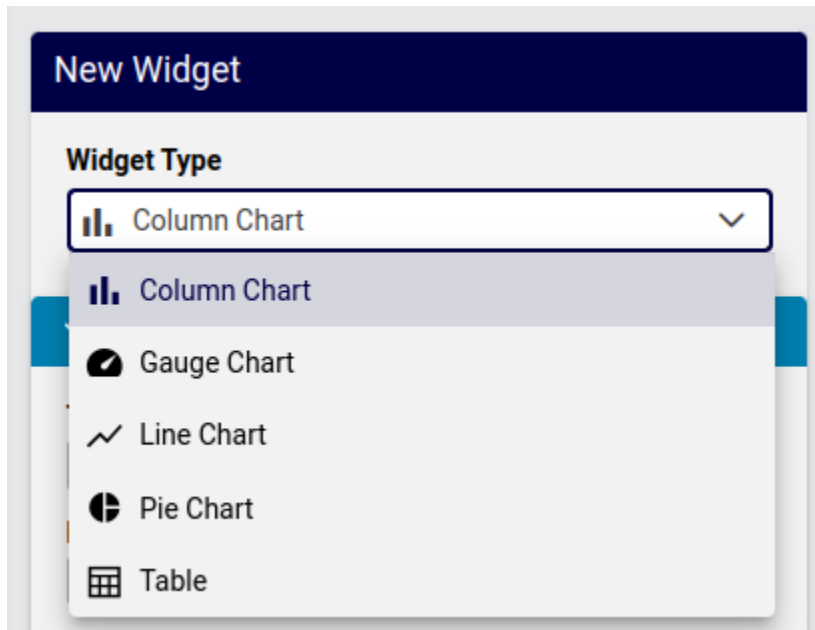 New Widget
Widget Type
Column Chart
Column Chart
Gauge Chart
Line Chart
Pie Chart
Table